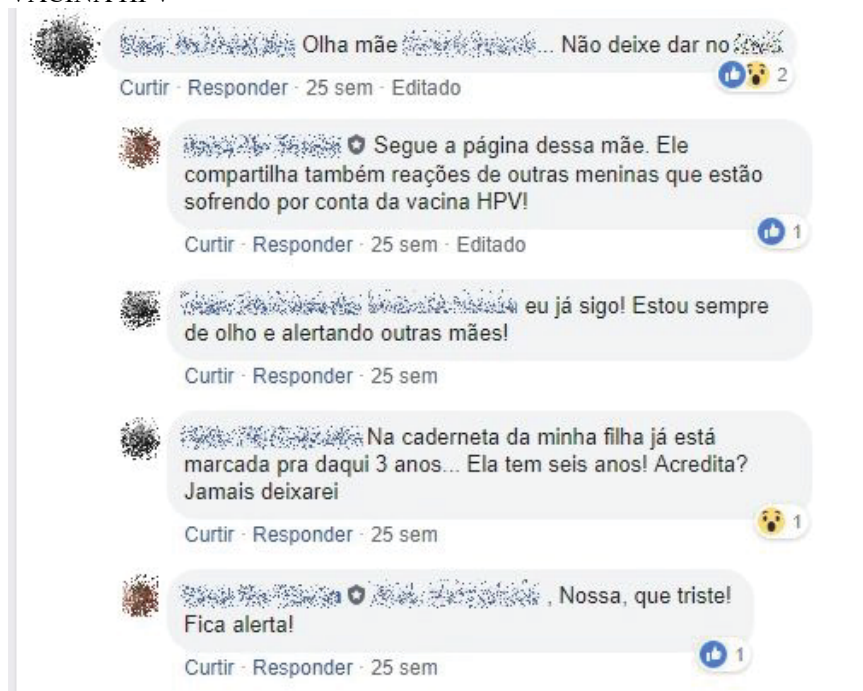 Olha mãe ... Não deixe dar no
2
Curtir · Responder · 25 sem · Editado
Segue a página dessa mãe. Ele
compartilha também reações de outras meninas que estão
sofrendo por conta da vacina HPV!
1
Curtir · Responder · 25 sem · Editado
eu já sigo! Estou sempre
de olho e alertando outras mães!
Curtir · Responder · 25 sem
Na caderneta da minha filha já está
marcada pra daqui 3 anos... Ela tem seis anos! Acredita?
Jamais deixarei
1
Curtir · Responder · 25 sem
, Nossa, que triste!
Fica alerta!
1
Curtir · Responder · 25 sem